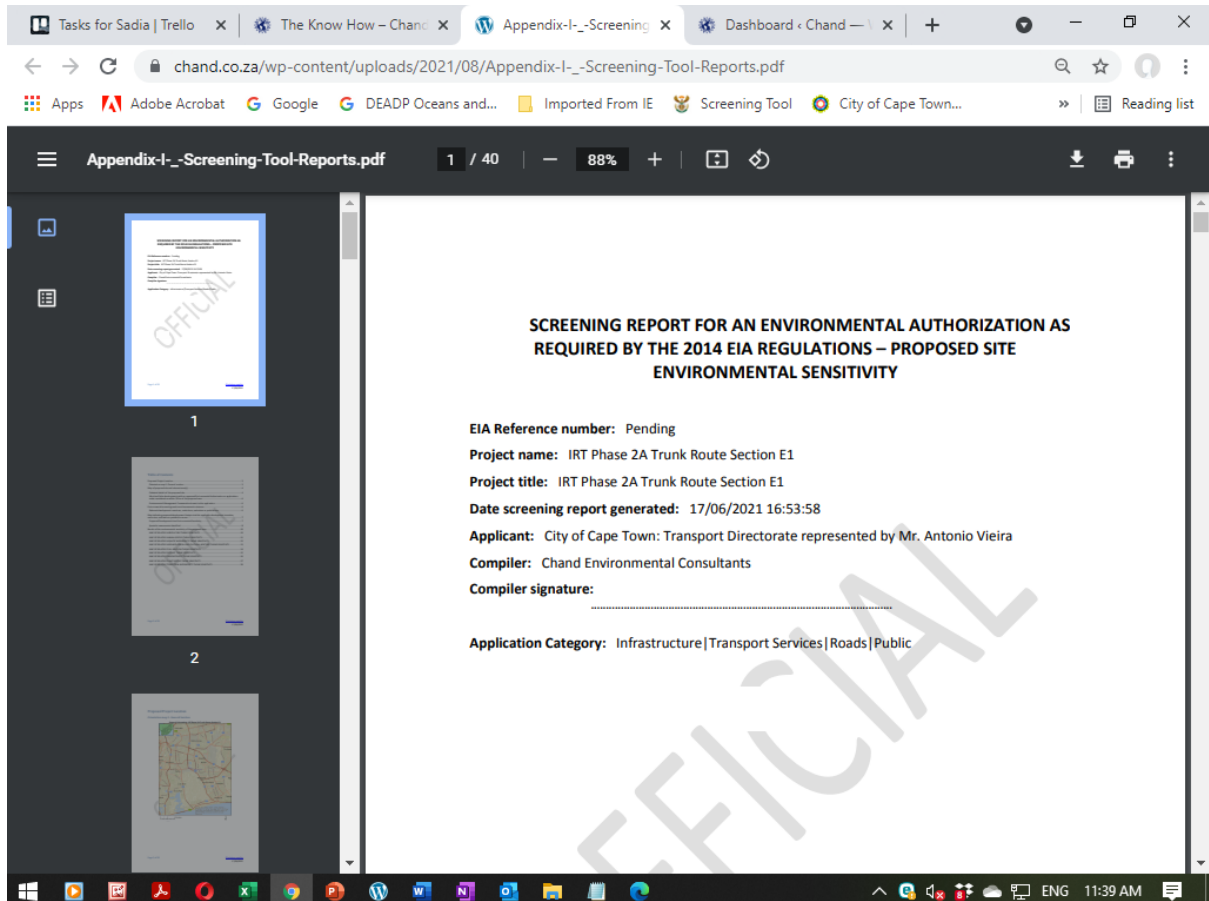 Tasks for Sadia | Trello
The Know How – Chand
Appendix-I-_-Screening
Dashboard ‹ Chand —
chand.co.za/wp-content/uploads/2021/08/Appendix-I-_-Screening-Tool-Reports.pdf
Apps Adobe Acrobat Google DEADP Oceans and... Imported From IE Screening Tool City of Cape Town... » Reading list
Appendix-I-_-Screening-Tool-Reports.pdf 1 / 40 88%
OFFICIAL
1
OFFICIAL
2
SCREENING REPORT FOR AN ENVIRONMENTAL AUTHORIZATION AS
REQUIRED BY THE 2014 EIA REGULATIONS – PROPOSED SITE
ENVIRONMENTAL SENSITIVITY
EIA Reference number: Pending
Project name: IRT Phase 2A Trunk Route Section E1
Project title: IRT Phase 2A Trunk Route Section E1
Date screening report generated: 17/06/2021 16:53:58
Applicant: City of Cape Town: Transport Directorate represented by Mr. Antonio Vieira
Compiler: Chand Environmental Consultants
Compiler signature:
Application Category: Infrastructure|Transport Services|Roads|Public
OFFICIAL
ENG 11:39 AM